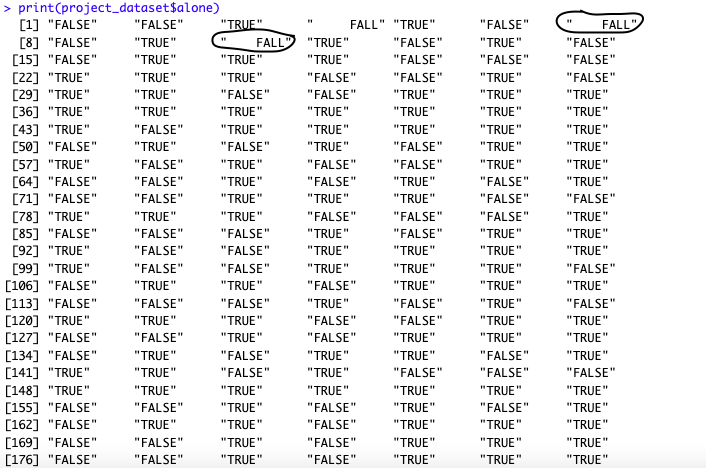 > print(project_dataset$alone)
[1] "FALSE" "FALSE" "TRUE" "     FALL" "TRUE" "FALSE" "    FALL"
[8] "FALSE" "TRUE" "    FALL" "TRUE" "FALSE" "TRUE" "FALSE"
[15] "FALSE" "TRUE" "TRUE" "TRUE" "FALSE" "FALSE" "FALSE"
[22] "TRUE" "TRUE" "TRUE" "FALSE" "FALSE" "TRUE" "FALSE"
[29] "TRUE" "TRUE" "FALSE" "FALSE" "TRUE" "TRUE" "TRUE"
[36] "TRUE" "TRUE" "TRUE" "TRUE" "TRUE" "TRUE" "TRUE"
[43] "TRUE" "FALSE" "TRUE" "TRUE" "TRUE" "TRUE" "TRUE"
[50] "FALSE" "TRUE" "FALSE" "TRUE" "FALSE" "TRUE" "TRUE"
[57] "TRUE" "FALSE" "TRUE" "FALSE" "FALSE" "TRUE" "TRUE"
[64] "FALSE" "FALSE" "TRUE" "FALSE" "TRUE" "FALSE" "TRUE"
[71] "FALSE" "FALSE" "TRUE" "TRUE" "TRUE" "FALSE" "FALSE"
[78] "TRUE" "TRUE" "TRUE" "FALSE" "FALSE" "FALSE" "TRUE"
[85] "FALSE" "FALSE" "TRUE" "FALSE" "FALSE" "TRUE" "TRUE"
[92] "TRUE" "FALSE" "FALSE" "TRUE" "TRUE" "TRUE" "TRUE"
[99] "TRUE" "FALSE" "FALSE" "TRUE" "TRUE" "TRUE" "FALSE"
[106] "FALSE" "TRUE" "TRUE" "FALSE" "TRUE" "TRUE" "TRUE"
[113] "FALSE" "FALSE" "FALSE" "TRUE" "FALSE" "TRUE" "FALSE"
[120] "TRUE" "TRUE" "TRUE" "FALSE" "FALSE" "TRUE" "TRUE"
[127] "FALSE" "FALSE" "TRUE" "FALSE" "TRUE" "TRUE" "TRUE"
[134] "FALSE" "TRUE" "FALSE" "TRUE" "TRUE" "FALSE" "TRUE"
[141] "TRUE" "FALSE" "FALSE" "TRUE" "FALSE" "FALSE" "FALSE"
[148] "TRUE" "TRUE" "TRUE" "TRUE" "TRUE" "TRUE" "TRUE"
[155] "FALSE" "FALSE" "TRUE" "FALSE" "TRUE" "FALSE" "TRUE"
[162] "FALSE" "TRUE" "FALSE" "TRUE" "TRUE" "TRUE" "TRUE"
[169] "FALSE" "FALSE" "TRUE" "FALSE" "TRUE" "TRUE" "TRUE"
[176] "FALSE" "FALSE" "TRUE" "FALSE" "TRUE" "TRUE" "TRUE"